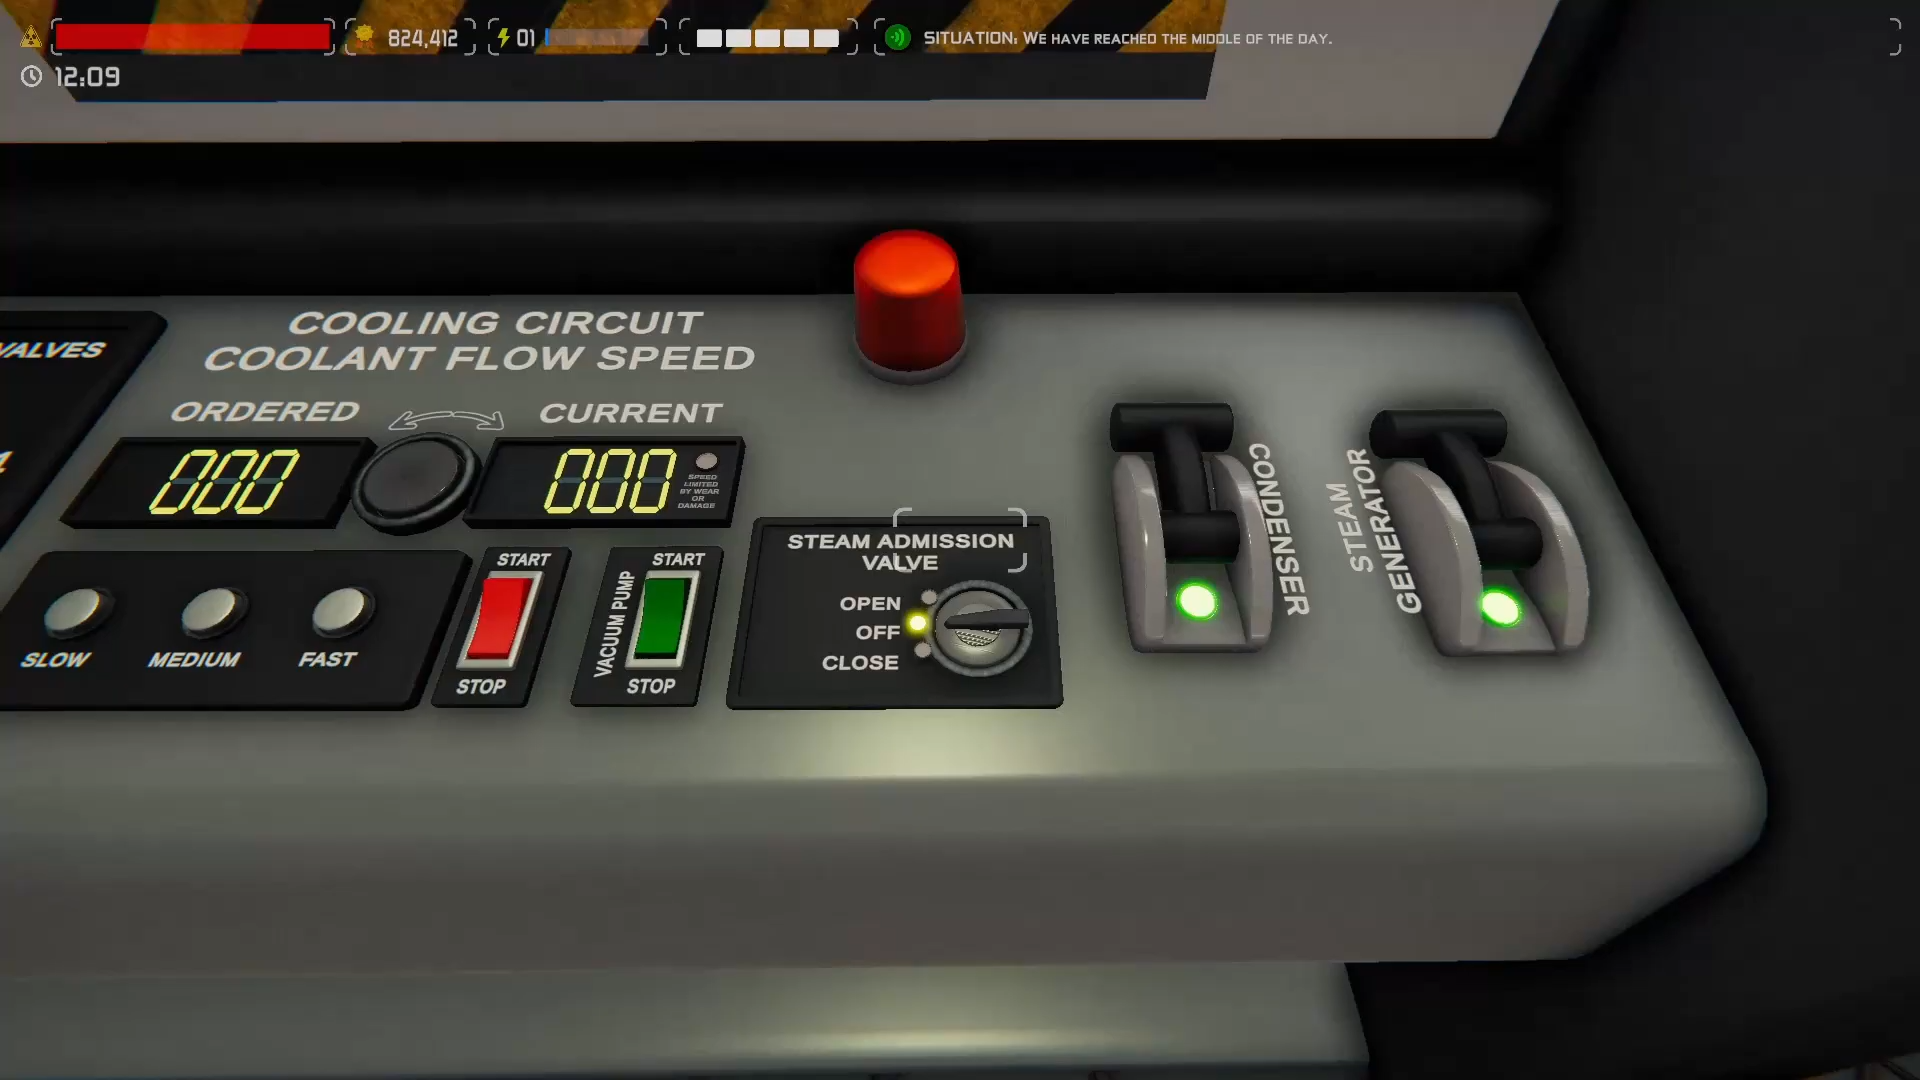 824,412
01
SITUATION: WE HAVE REACHED THE MIDDLE OF THE DAY.
12:09
VALVES
COOLING CIRCUIT
COOLANT FLOW SPEED
ORDERED
CURRENT
000
000
SPEED
LIMITED
BY WEAR
OR
DAMAGE
SLOW
MEDIUM
FAST
START
STOP
VACUUM PUMP
START
STOP
STEAM ADMISSION
VALVE
OPEN
OFF
CLOSE
CONDENSER
STEAM
GENERATOR